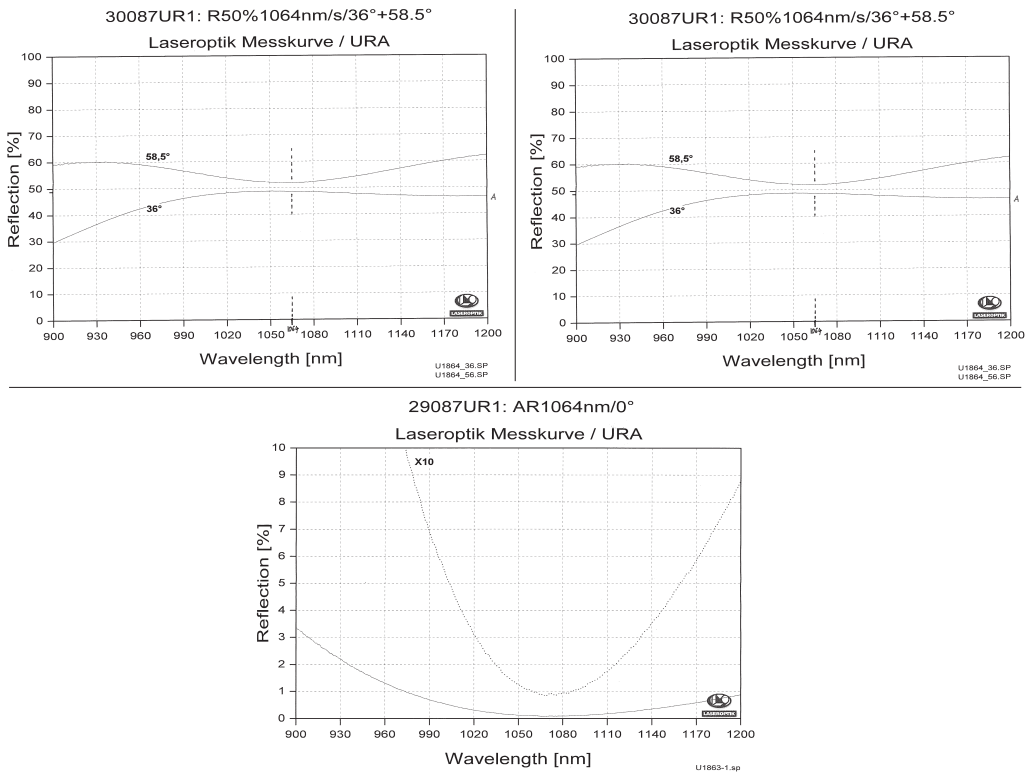 30087UR1: R50%1064nm/s/36°+58.5°
Laseroptik Messkurve / URA
Reflection [%]
100
90
80
70
60
50
40
30
20
10
0
58,5°
36°
A
LASEROPTIK
900 930 960 990 1020 1050 1080 1110 1140 1170 1200
1064
Wavelength [nm]
U1864_36.SP
U1864_56.SP
30087UR1: R50%1064nm/s/36°+58.5°
Laseroptik Messkurve / URA
Reflection [%]
100
90
80
70
60
50
40
30
20
10
0
58,5°
36°
A
LASEROPTIK
900 930 960 990 1020 1050 1080 1110 1140 1170 1200
1064
Wavelength [nm]
U1864_36.SP
U1864_56.SP
29087UR1: AR1064nm/0°
Laseroptik Messkurve / URA
Reflection [%]
10
9
8
7
6
5
4
3
2
1
0
X10
LASEROPTIK
900 930 960 990 1020 1050 1080 1110 1140 1170 1200
Wavelength [nm]
U1863-1.sp